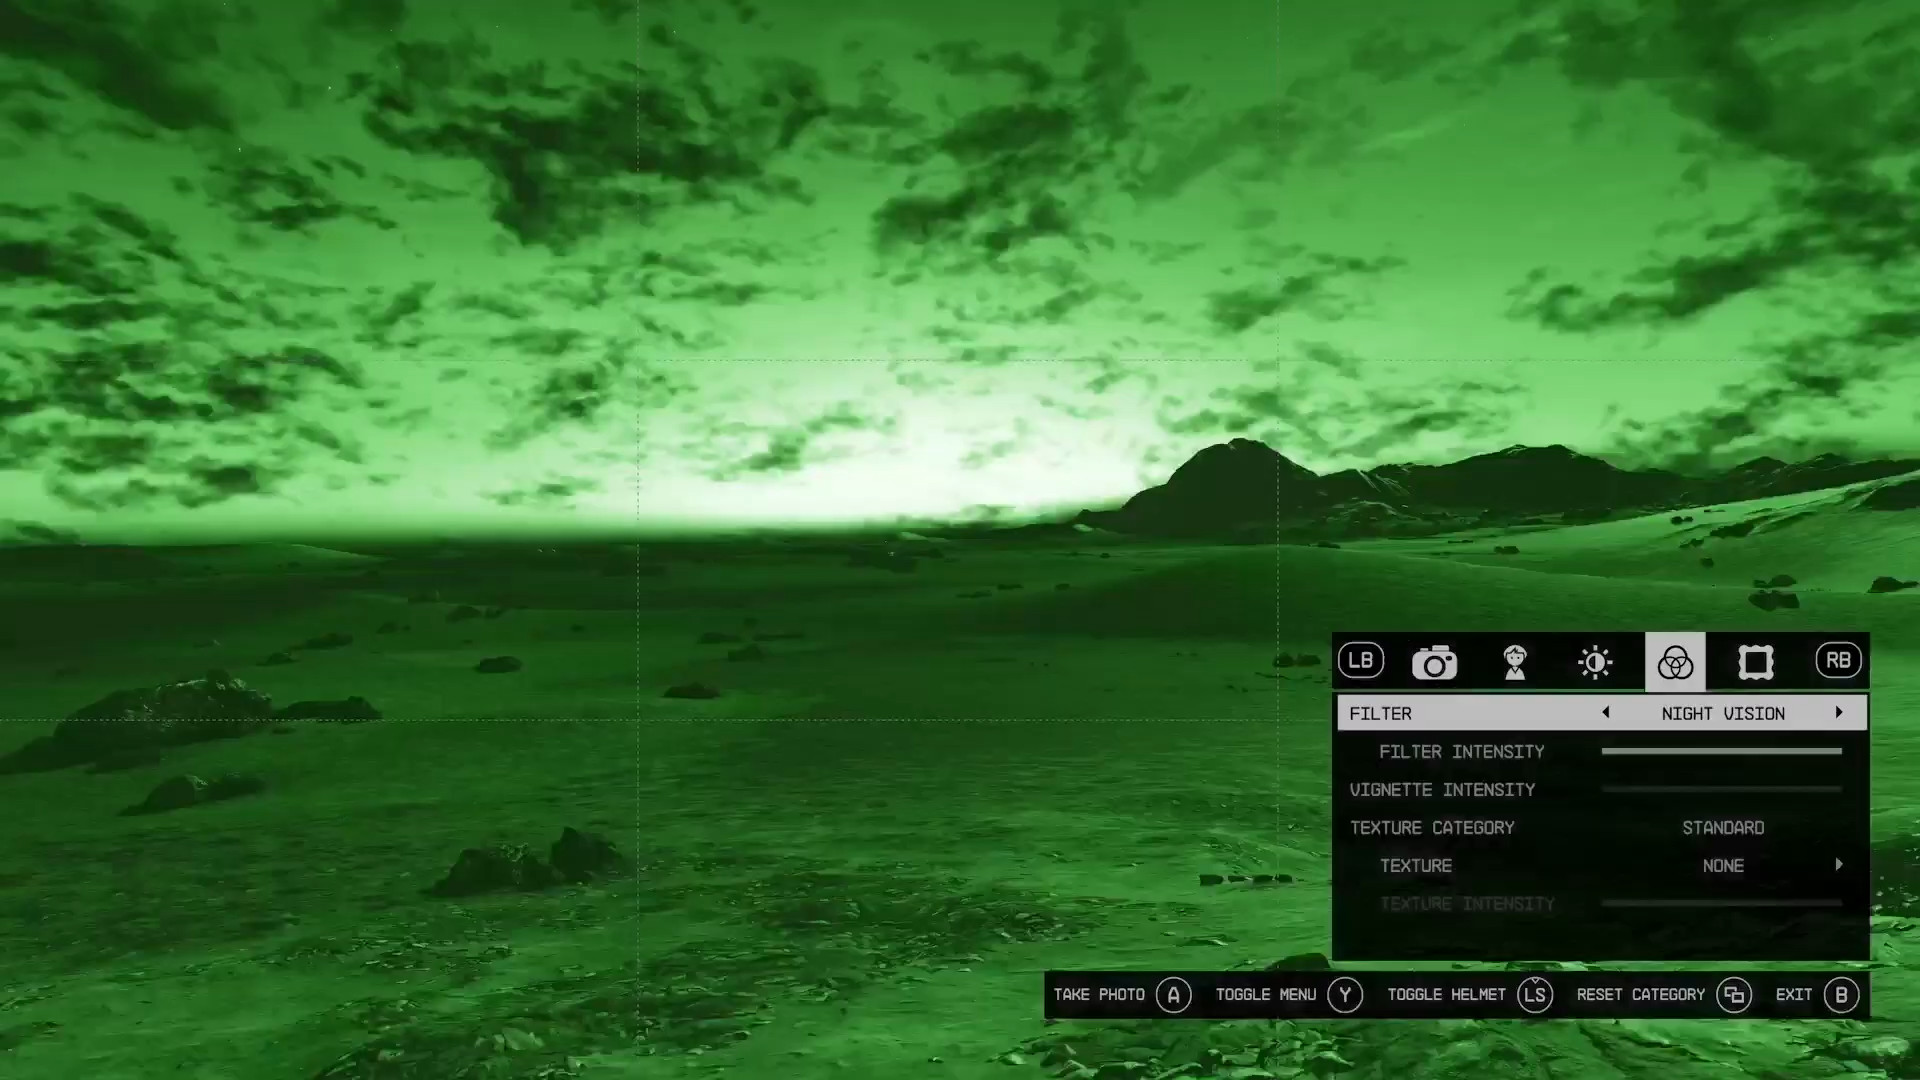 LB RB
FILTER NIGHT VISION
FILTER INTENSITY
VIGNETTE INTENSITY
TEXTURE CATEGORY STANDARD
TEXTURE NONE
TEXTURE INTENSITY
TAKE PHOTO A TOGGLE MENU Y TOGGLE HELMET LS RESET CATEGORY EXIT B